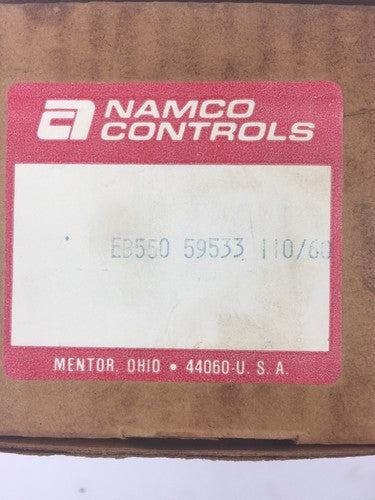 NAMCO
CONTROLS
EB550 59533 110/60
MENTOR, OHIO • 44060-U. S. A.